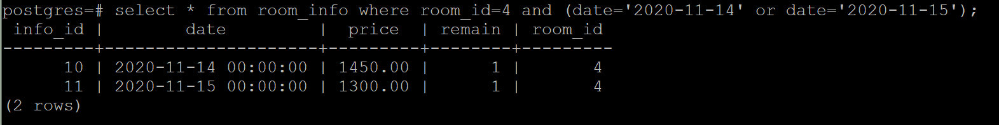 postgres=# select * from room_info where room_id=4 and (date='2020-11-14' or date='2020-11-15');
 info_id |        date         |  price  | remain | room_id
---------+---------------------+---------+--------+---------
      10 | 2020-11-14 00:00:00 | 1450.00 |      1 |       4
      11 | 2020-11-15 00:00:00 | 1300.00 |      1 |       4
(2 rows)